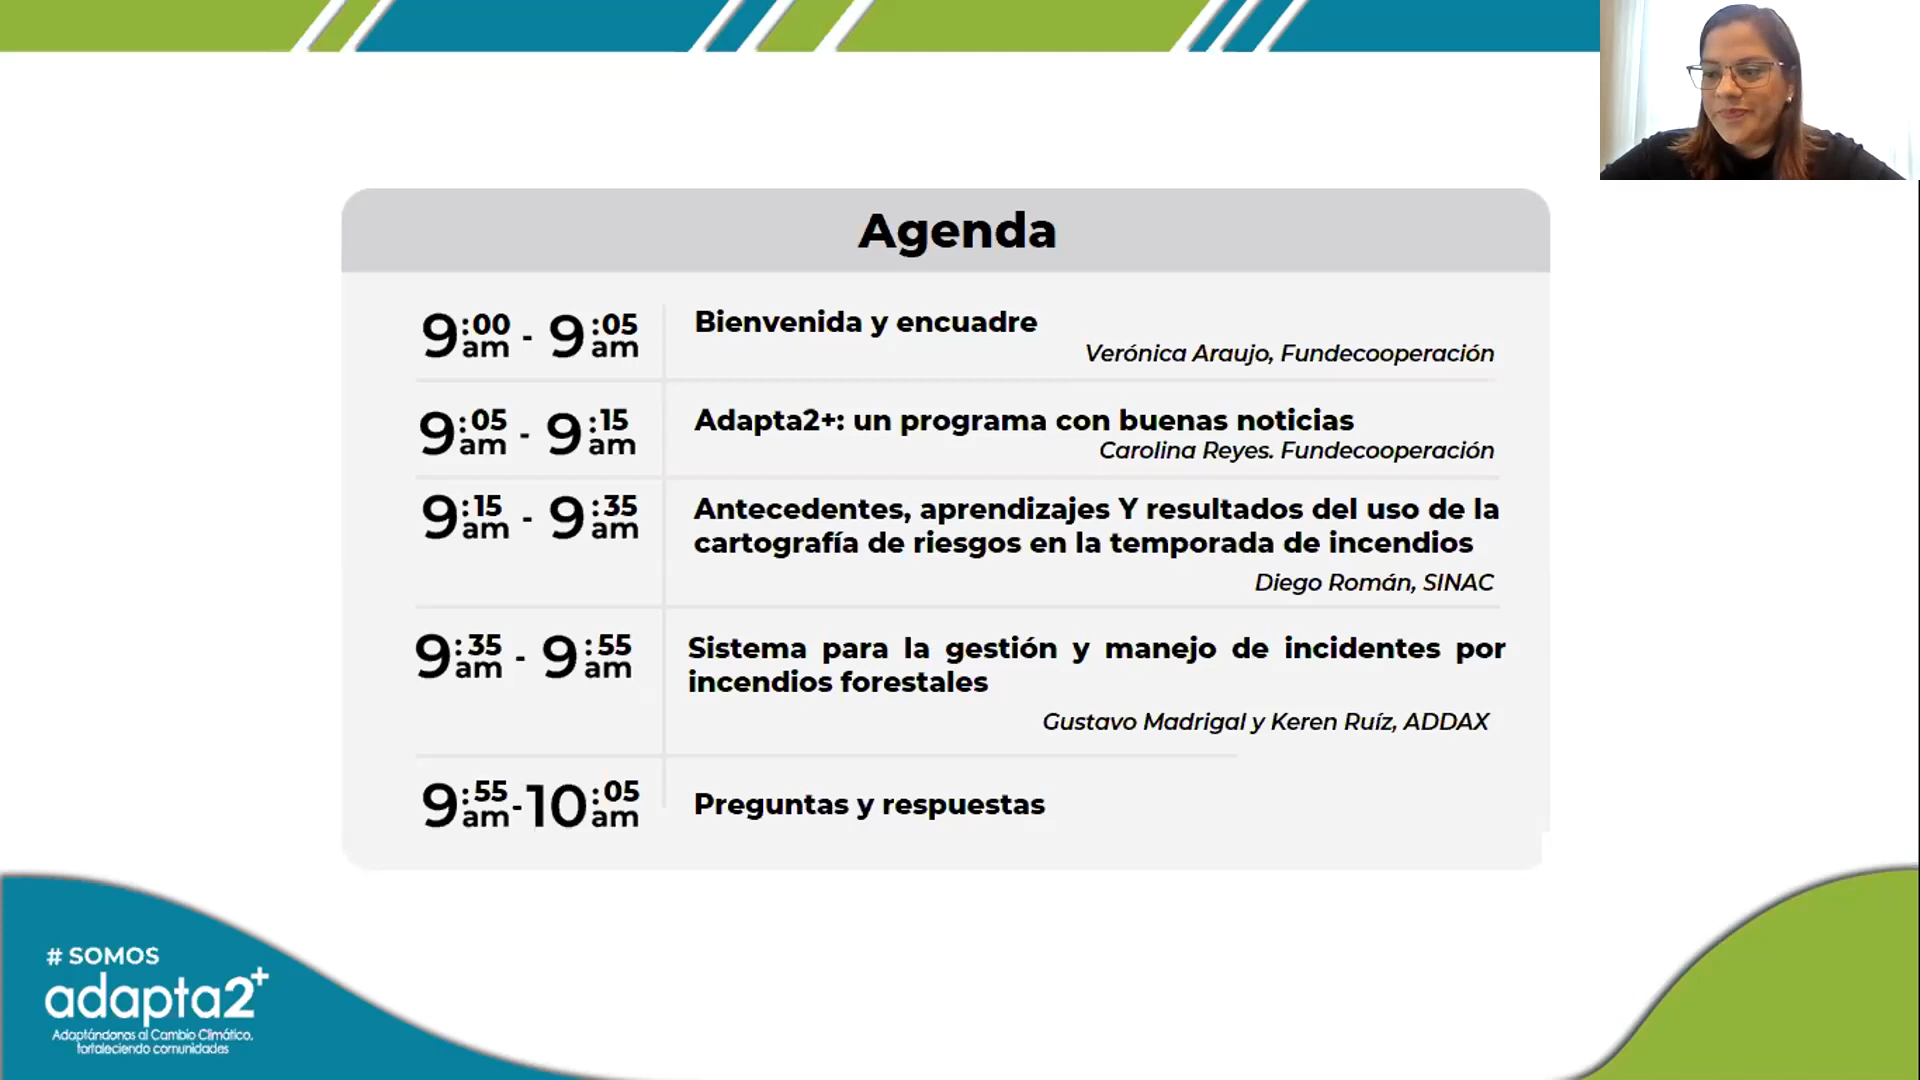 Agenda
9:00 am - 9:05 am
Bienvenida y encuadre
Verónica Araujo, Fundecooperación
9:05 am - 9:15 am
Adapta2+: un programa con buenas noticias
Carolina Reyes. Fundecooperación
9:15 am - 9:35 am
Antecedentes, aprendizajes Y resultados del uso de la
cartografía de riesgos en la temporada de incendios
Diego Román, SINAC
9:35 am - 9:55 am
Sistema para la gestión y manejo de incidentes por
incendios forestales
Gustavo Madrigal y Keren Ruíz, ADDAX
9:55 am-10:05 am
Preguntas y respuestas
# SOMOS
adapta2+
Adaptándonos al Cambio Climático,
fortaleciendo comunidades